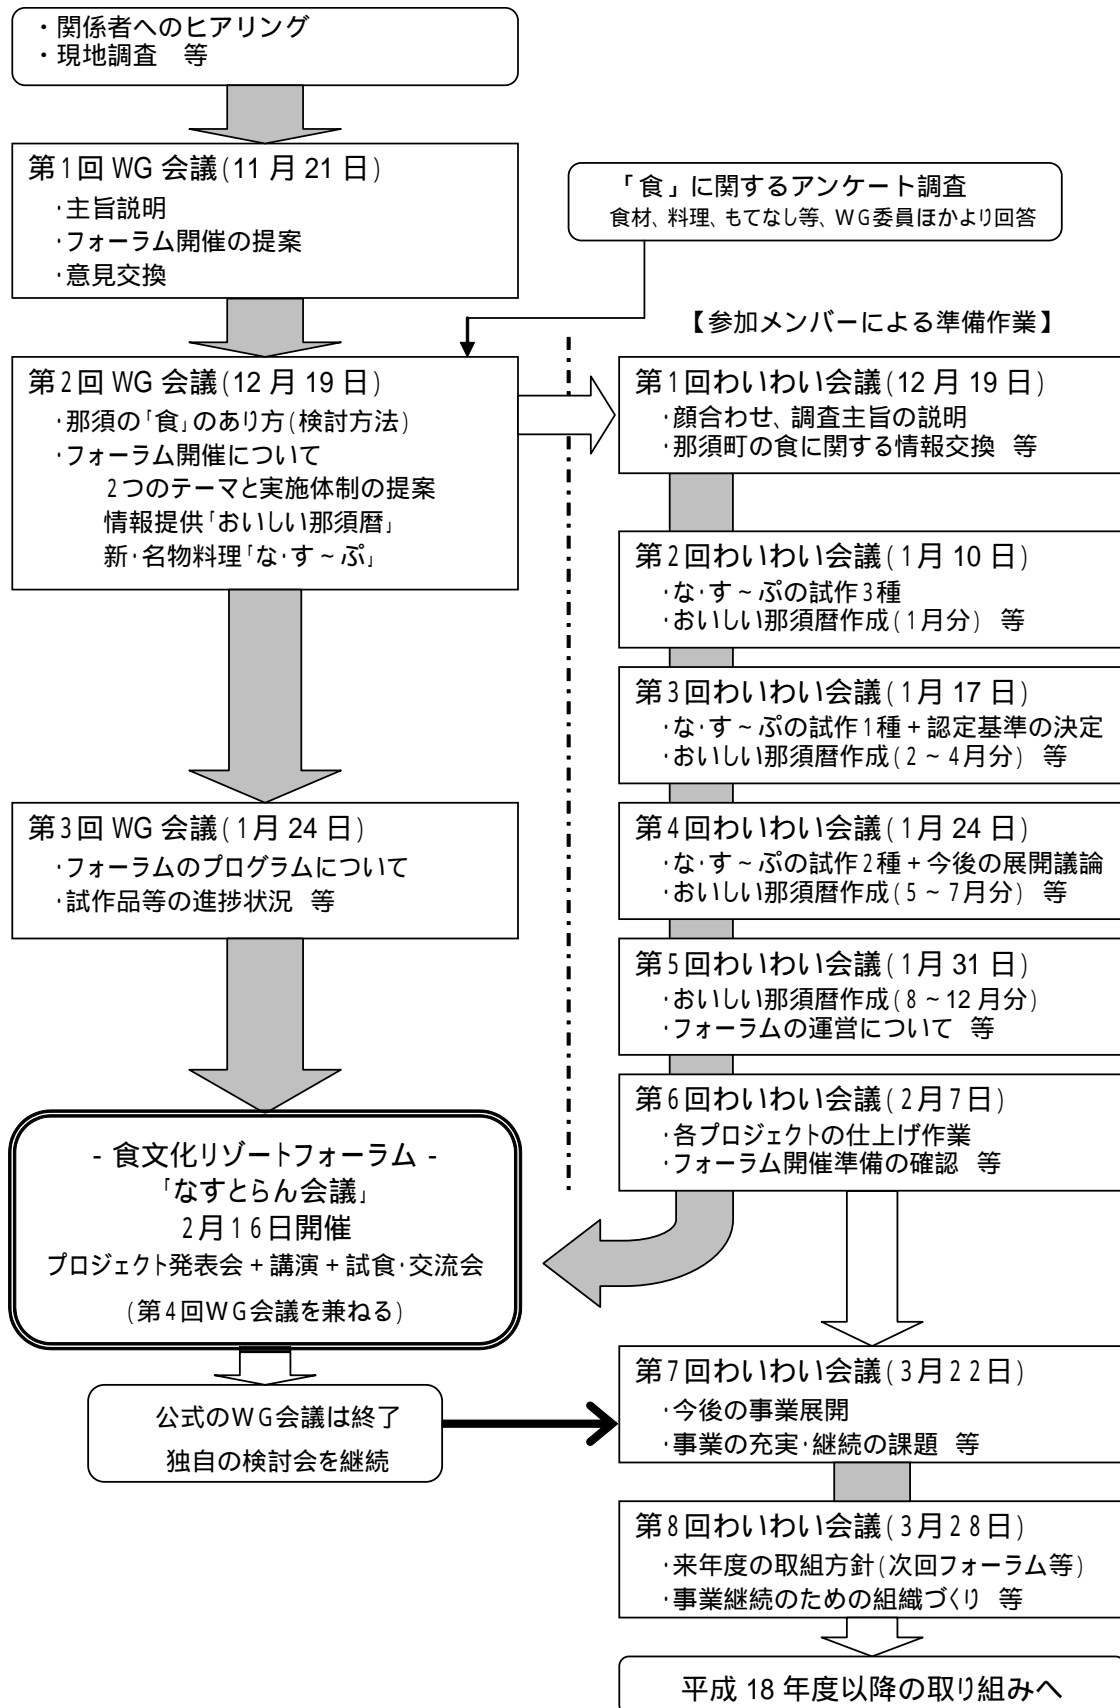 ・関係者へのヒアリング
・現地調査　等
第1回 WG 会議(11 月 21 日)
・主旨説明
・フォーラム開催の提案
・意見交換
「食」に関するアンケート調査
食材、料理、もてなし等、WG委員ほかより回答
第2回 WG 会議(12 月 19 日)
・那須の「食」のあり方(検討方法)
・フォーラム開催について
2つのテーマと実施体制の提案
情報提供「おいしい那須暦」
新・名物料理「な・す～ぷ」
第3回 WG 会議(1月 24 日)
・フォーラムのプログラムについて
・試作品等の進捗状況　等
- 食文化リゾートフォーラム -
「なすとらん会議」
2月16日開催
プロジェクト発表会+講演+試食・交流会
(第4回WG会議を兼ねる)
公式のWG会議は終了
独自の検討会を継続
【参加メンバーによる準備作業】
第1回わいわい会議(12 月 19 日)
・顔合わせ、調査主旨の説明
・那須町の食に関する情報交換　等
第2回わいわい会議(1月 10 日)
・な・す～ぷの試作3種
・おいしい那須暦作成(1月分)　等
第3回わいわい会議(1月 17 日)
・な・す～ぷの試作1種+認定基準の決定
・おいしい那須暦作成(2～4月分)　等
第4回わいわい会議(1月 24 日)
・な・す～ぷの試作2種+今後の展開議論
・おいしい那須暦作成(5～7月分)　等
第5回わいわい会議(1月 31 日)
・おいしい那須暦作成(8～12 月分)
・フォーラムの運営について　等
第6回わいわい会議(2月7日)
・各プロジェクトの仕上げ作業
・フォーラム開催準備の確認　等
第7回わいわい会議(3月22日)
・今後の事業展開
・事業の充実・継続の課題　等
第8回わいわい会議(3月28日)
・来年度の取組方針(次回フォーラム等)
・事業継続のための組織づくり　等
平成 18 年度以降の取り組みへ